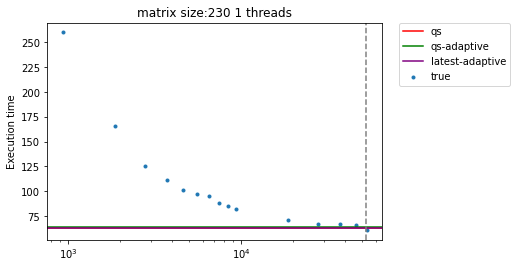 matrix size:230 1 threads
Execution time
250
225
200
175
150
125
100
75
10^3
10^4
qs
qs-adaptive
latest-adaptive
true